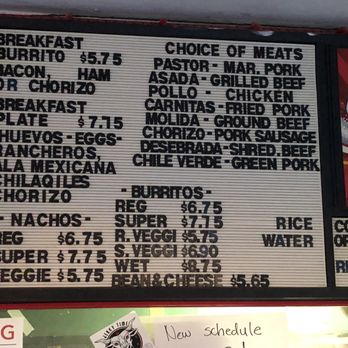 BREAKFAST
BURRITO $5.75
BACON, HAM
OR CHORIZO
BREAKFAST
PLATE $7.15
HUEVOS-EGGS-
RANCHEROS,
ALA MEXICANA
CHILAQILES
CHORIZO
- NACHOS -
REG $6.75
SUPER $7.75
VEGGIE $5.75
CHOICE OF MEATS
PASTOR - MAR. PORK
ASADA - GRILLED BEEF
POLLO - CHICKEN
CARNITAS - FRIED PORK
MOLIDA - GROUND BEEF
CHORIZO - PORK SAUSAGE
DESEBRADA - SHRED. BEEF
CHILE VERDE - GREEN PORK
- BURRITOS -
REG $6.75
SUPER $7.15
R. VEGGI $5.75
S. VEGGI $6.90
WET $8.75
BEAN & CHEESE $5.65
RICE
WATER
CO
OR
RI
G
New schedule